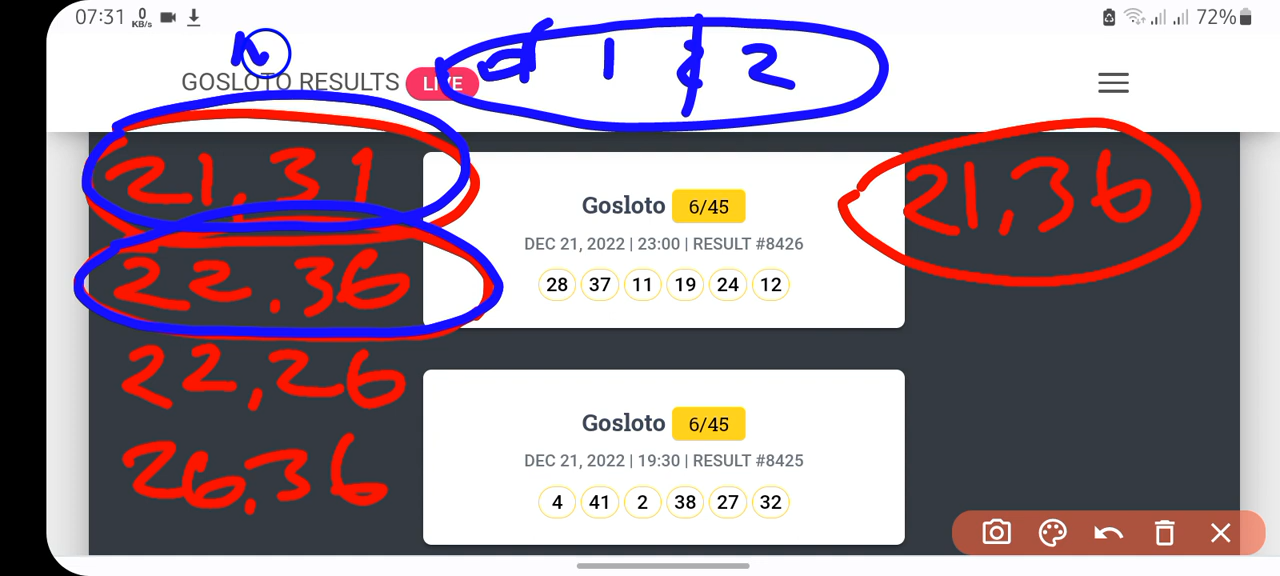 07:31 0 KB/s 72%
GOSLOTO RESULTS LIVE
1 & 2
21,31
21,36
Gosloto 6/45
DEC 21, 2022 | 23:00 | RESULT #8426
28 37 11 19 24 12
22,36
22,26
Gosloto 6/45
DEC 21, 2022 | 19:30 | RESULT #8425
26,36
4 41 2 38 27 32